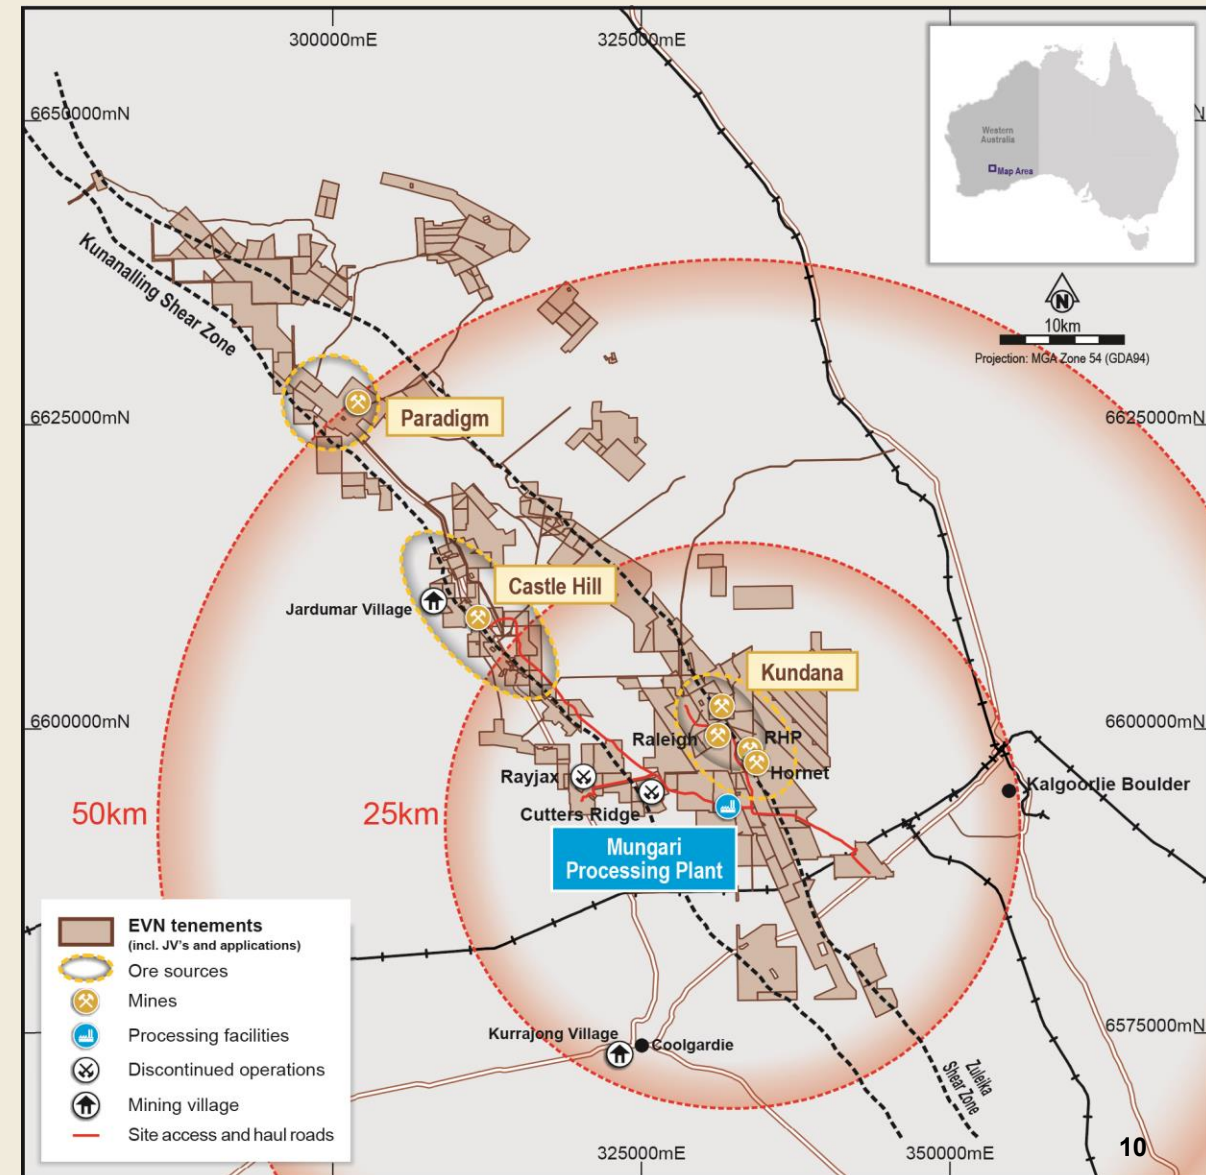 300000mE
325000mE
6650000mN
N
Western
Australia
Map Area
N
10km
Projection: MGA Zone 54 (GDA94)
Kunanalling Shear Zone
Paradigm
6625000mN
6625000mN
Castle Hill
Jardumar Village
Kundana
6600000mN
6600000mN
Raleigh
RHP
Hornet
Rayjax
Cutters Ridge
Kalgoorlie Boulder
50km
25km
Mungari
Processing Plant
EVN tenements
(incl. JV's and applications)
Ore sources
Mines
Processing facilities
Discontinued operations
Mining village
Site access and haul roads
Kurrajong Village
Coolgardie
6575000mN
Zuleika
Shear Zone
325000mE
350000mE
10